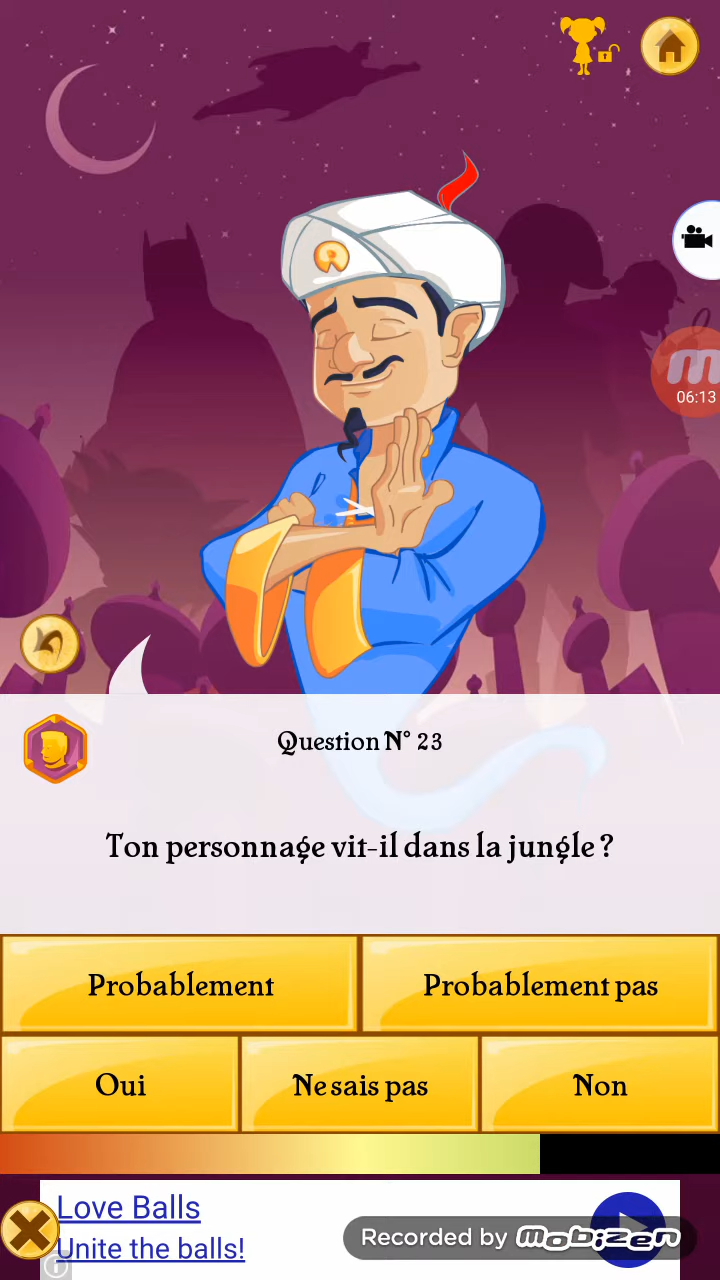 06:13
Question N° 23
Ton personnage vit-il dans la jungle ?
Probablement
Probablement pas
Oui
Ne sais pas
Non
Love Balls
Unite the balls!
Recorded by mobizen